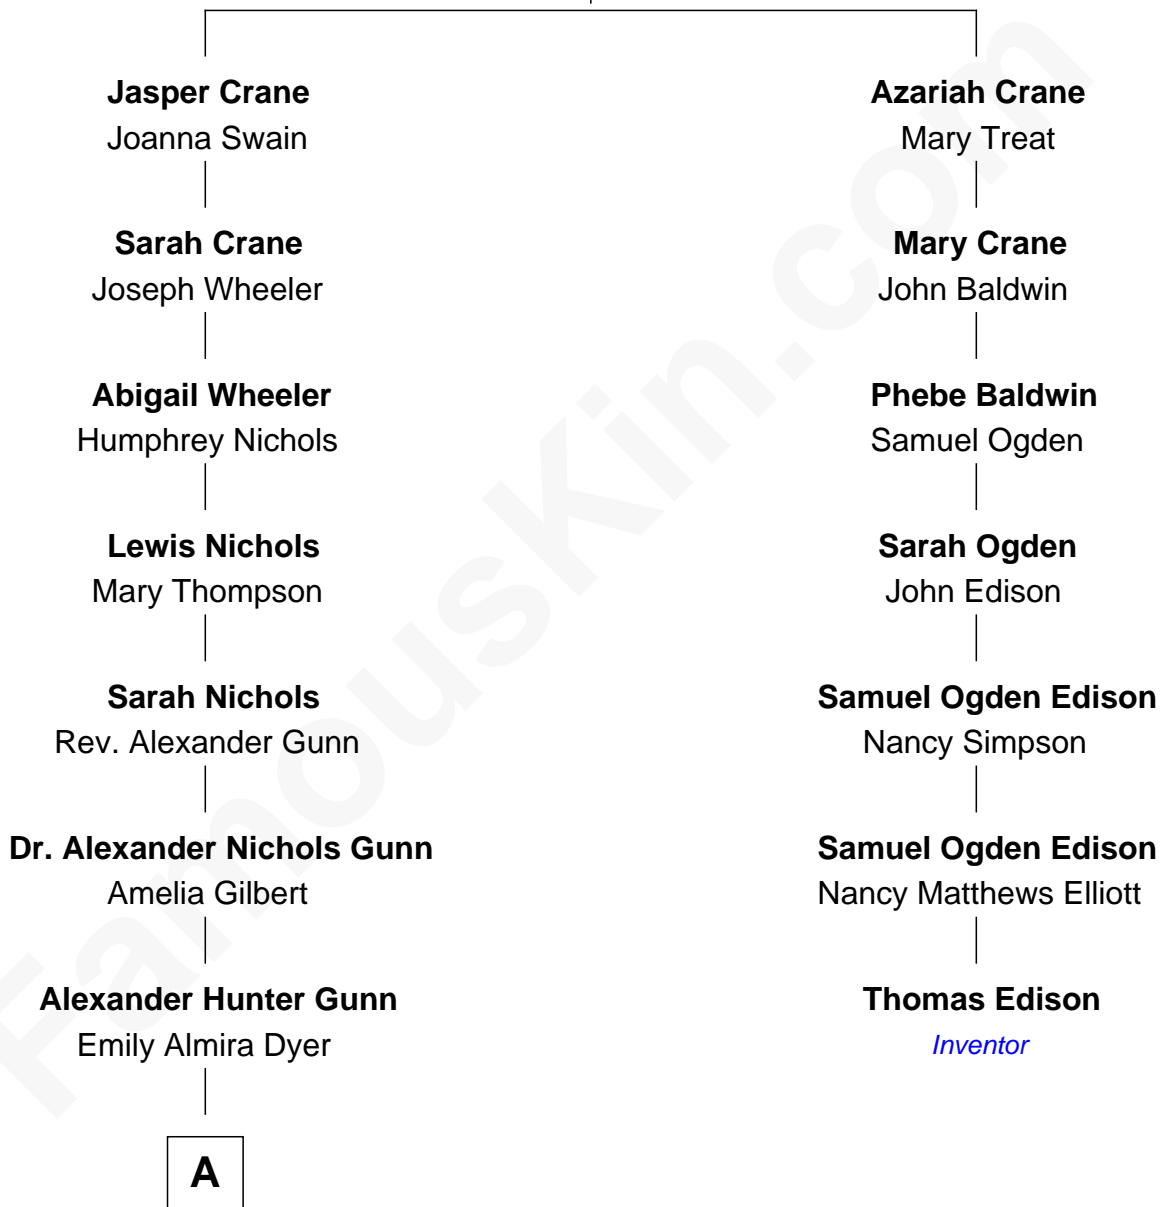 Jasper Crane
Joanna Swain
Sarah Crane
Joseph Wheeler
Abigail Wheeler
Humphrey Nichols
Lewis Nichols
Mary Thompson
Sarah Nichols
Rev. Alexander Gunn
Dr. Alexander Nichols Gunn
Amelia Gilbert
Alexander Hunter Gunn
Emily Almira Dyer
A
Azariah Crane
Mary Treat
Mary Crane
John Baldwin
Phebe Baldwin
Samuel Ogden
Sarah Ogden
John Edison
Samuel Ogden Edison
Nancy Simpson
Samuel Ogden Edison
Nancy Matthews Elliott
Thomas Edison
Inventor
FamousKin.com